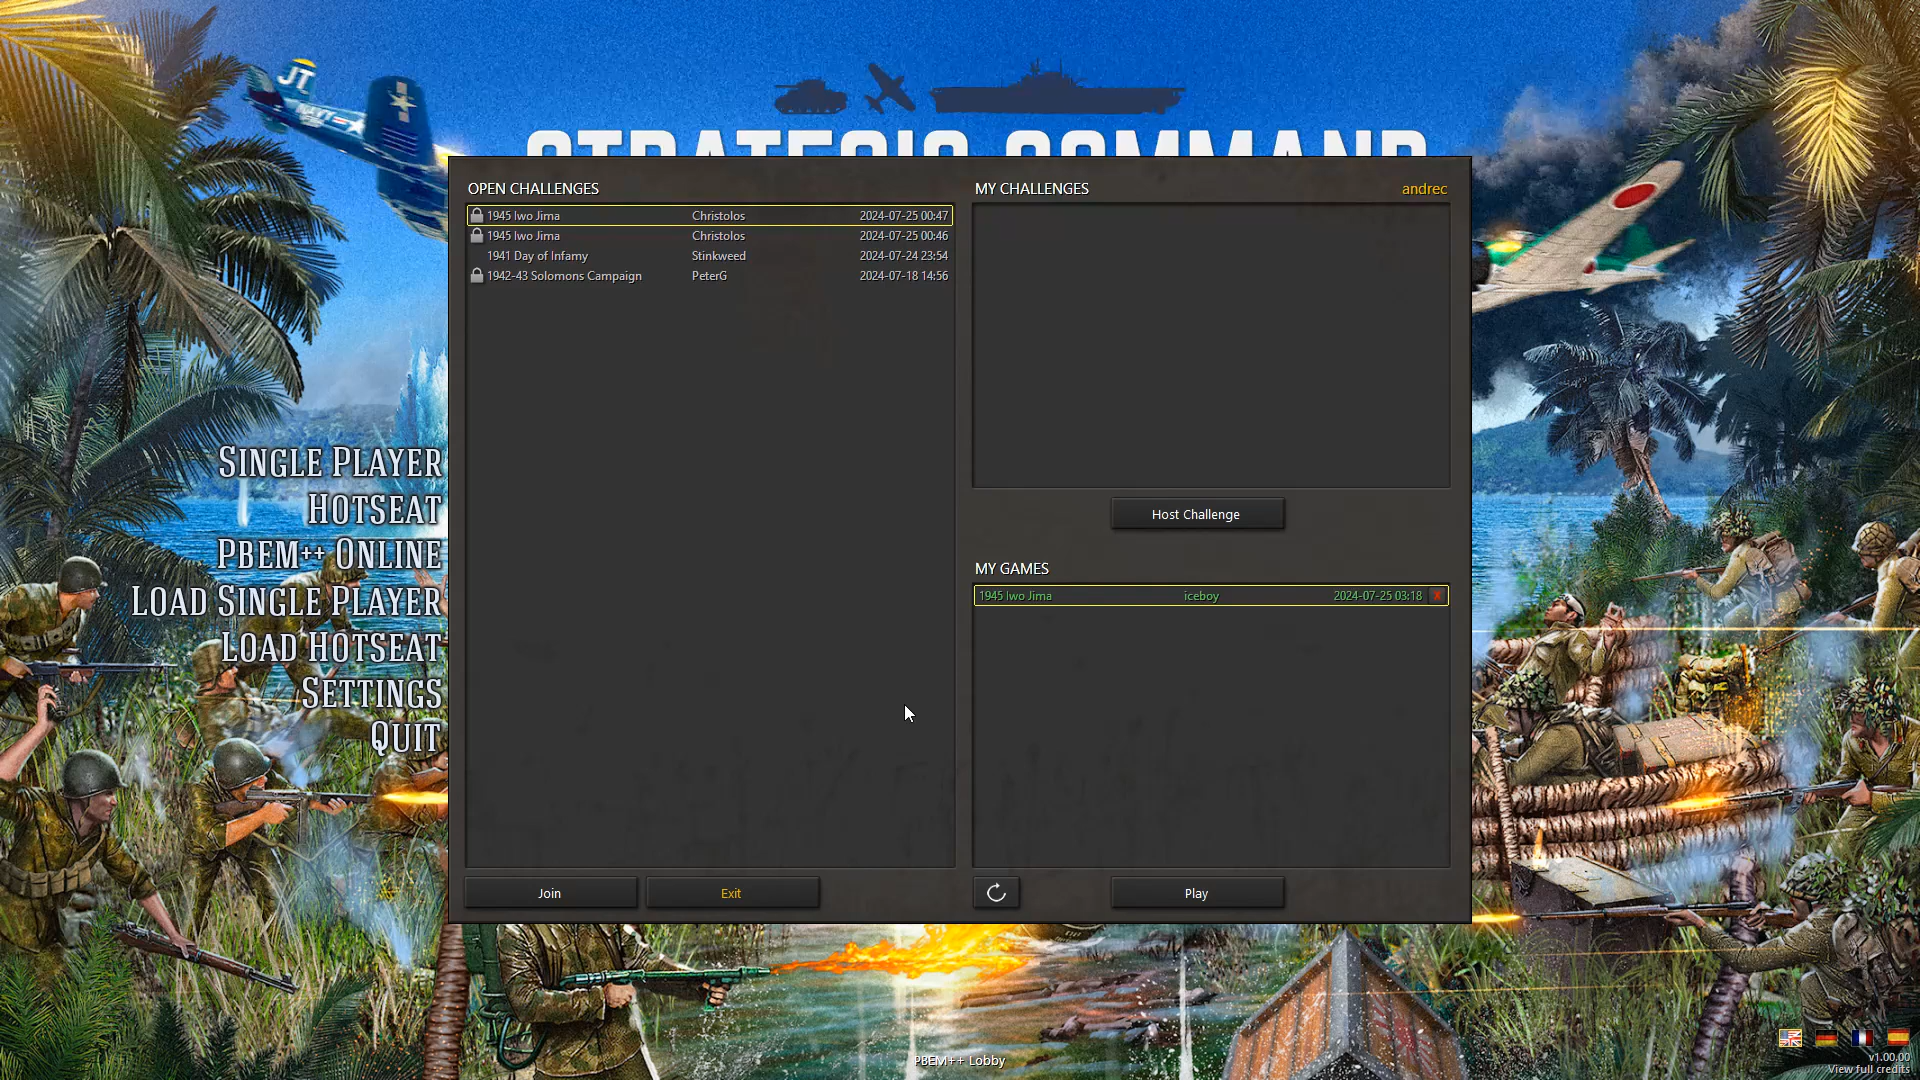 JT
NAVY
STRATEGIC COMMAND
OPEN CHALLENGES
1945 Iwo Jima Christolos 2024-07-25 00:47
1945 Iwo Jima Christolos 2024-07-25 00:46
1941 Day of Infamy Stinkweed 2024-07-24 23:54
1942-43 Solomons Campaign PeterG 2024-07-18 14:56
Join
Exit
MY CHALLENGES
andrec
Host Challenge
MY GAMES
1945 Iwo Jima iceboy 2024-07-25 03:18 X
Play
SINGLE PLAYER
HOTSEAT
PBEM++ ONLINE
LOAD SINGLE PLAYER
LOAD HOTSEAT
SETTINGS
QUIT
PBEM++ Lobby
v1.00.00
View full credits